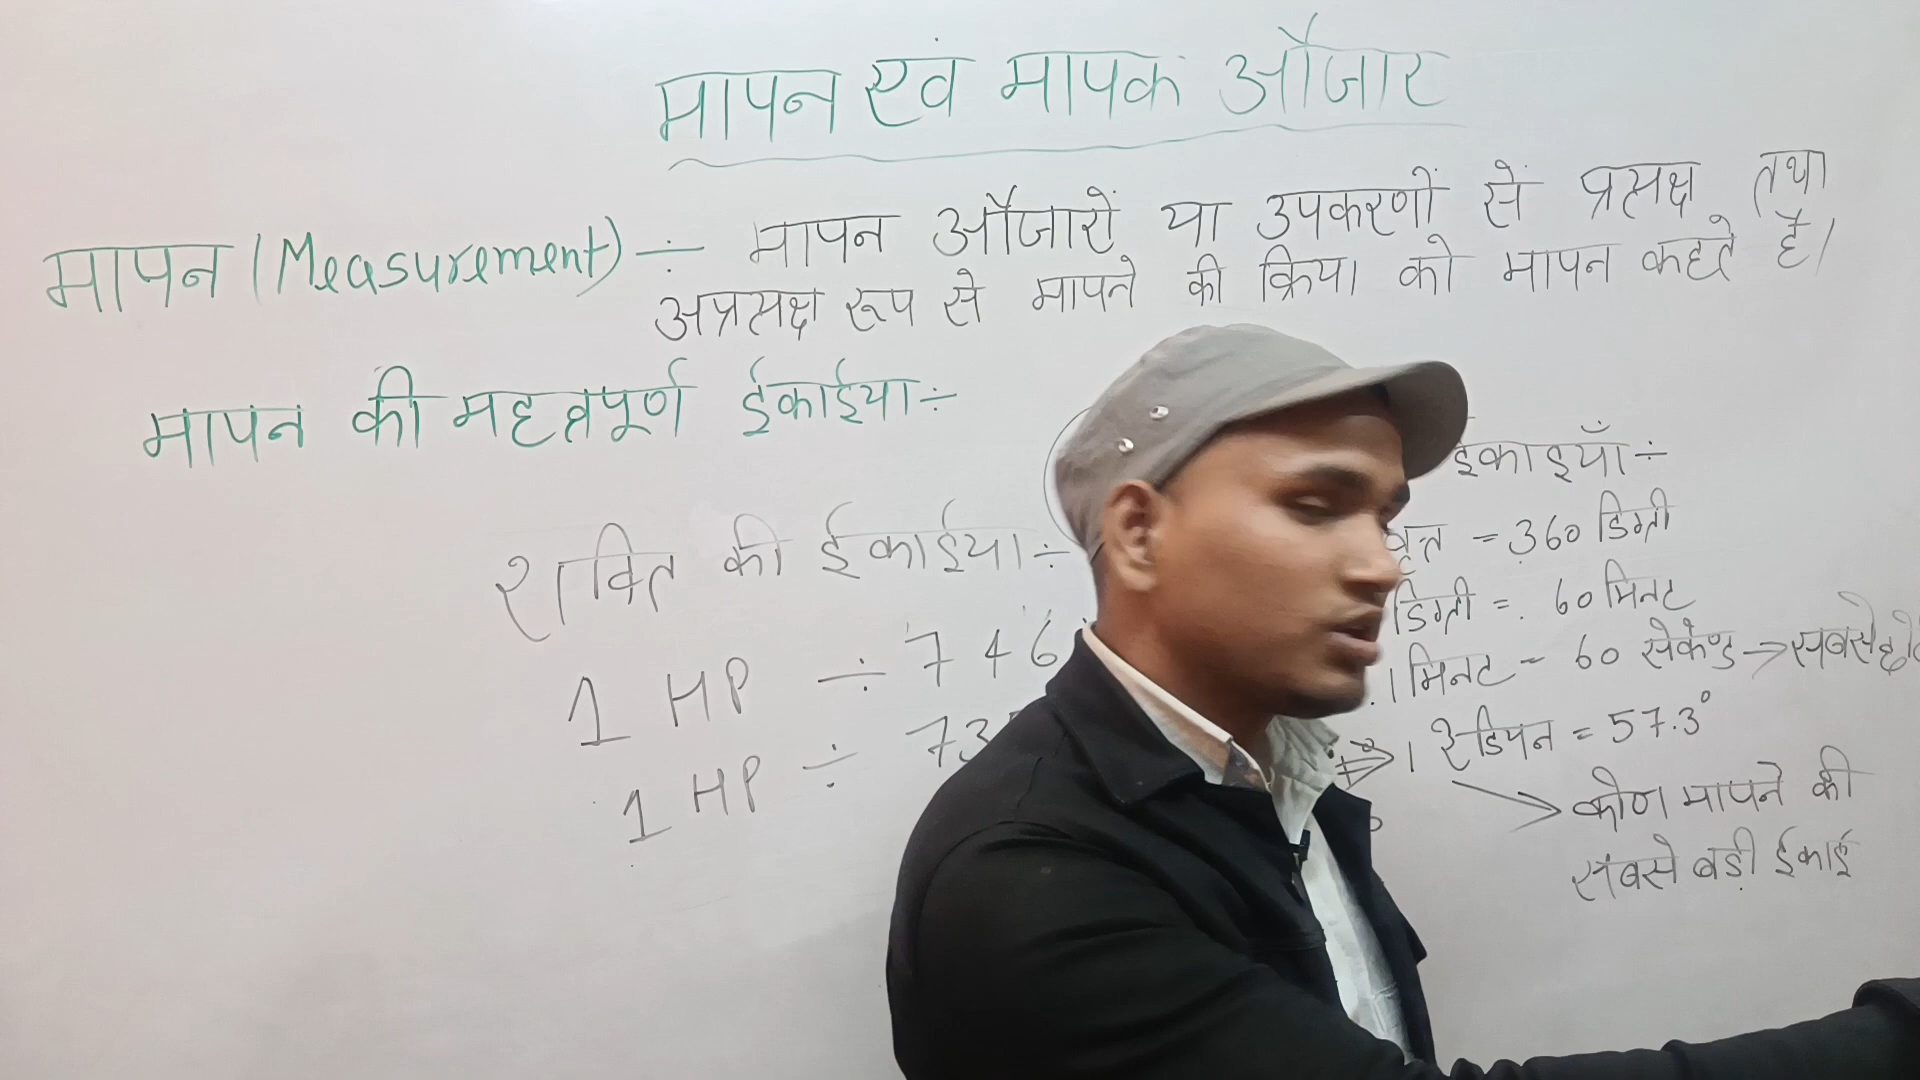 मापन एवं मापक औजार
मापन (Measurement) ÷ मापन औजारों या उपकरणों से प्रत्यक्ष तथा
अप्रत्यक्ष रूप से मापने की क्रिया को मापन कहते है।
मापन की महत्वपूर्ण ईकाईया ÷
शक्ति की ईकाईया ÷
1 HP ÷ 746
1 HP ÷ 73
ईकाइयाँ ÷
वृत्त = 360 डिग्री
डिग्री = 60 मिनट
1 मिनट = 60 सेकेण्ड → सबसे
1 रेडियन = 57.3°
कोण मापने की
सबसे बड़ी ईकाई